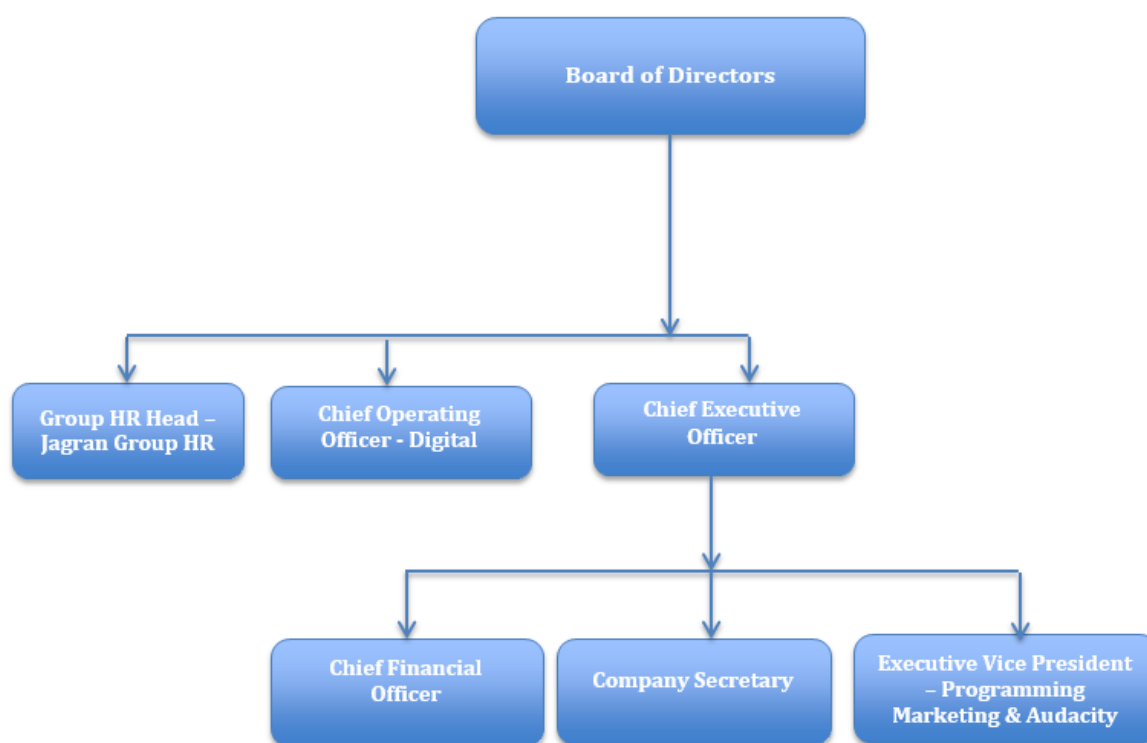 Board of Directors
Group HR Head –
Jagran Group HR
Chief Operating
Officer - Digital
Chief Executive
Officer
Chief Financial
Officer
Company Secretary
Executive Vice President
– Programming
Marketing & Audacity